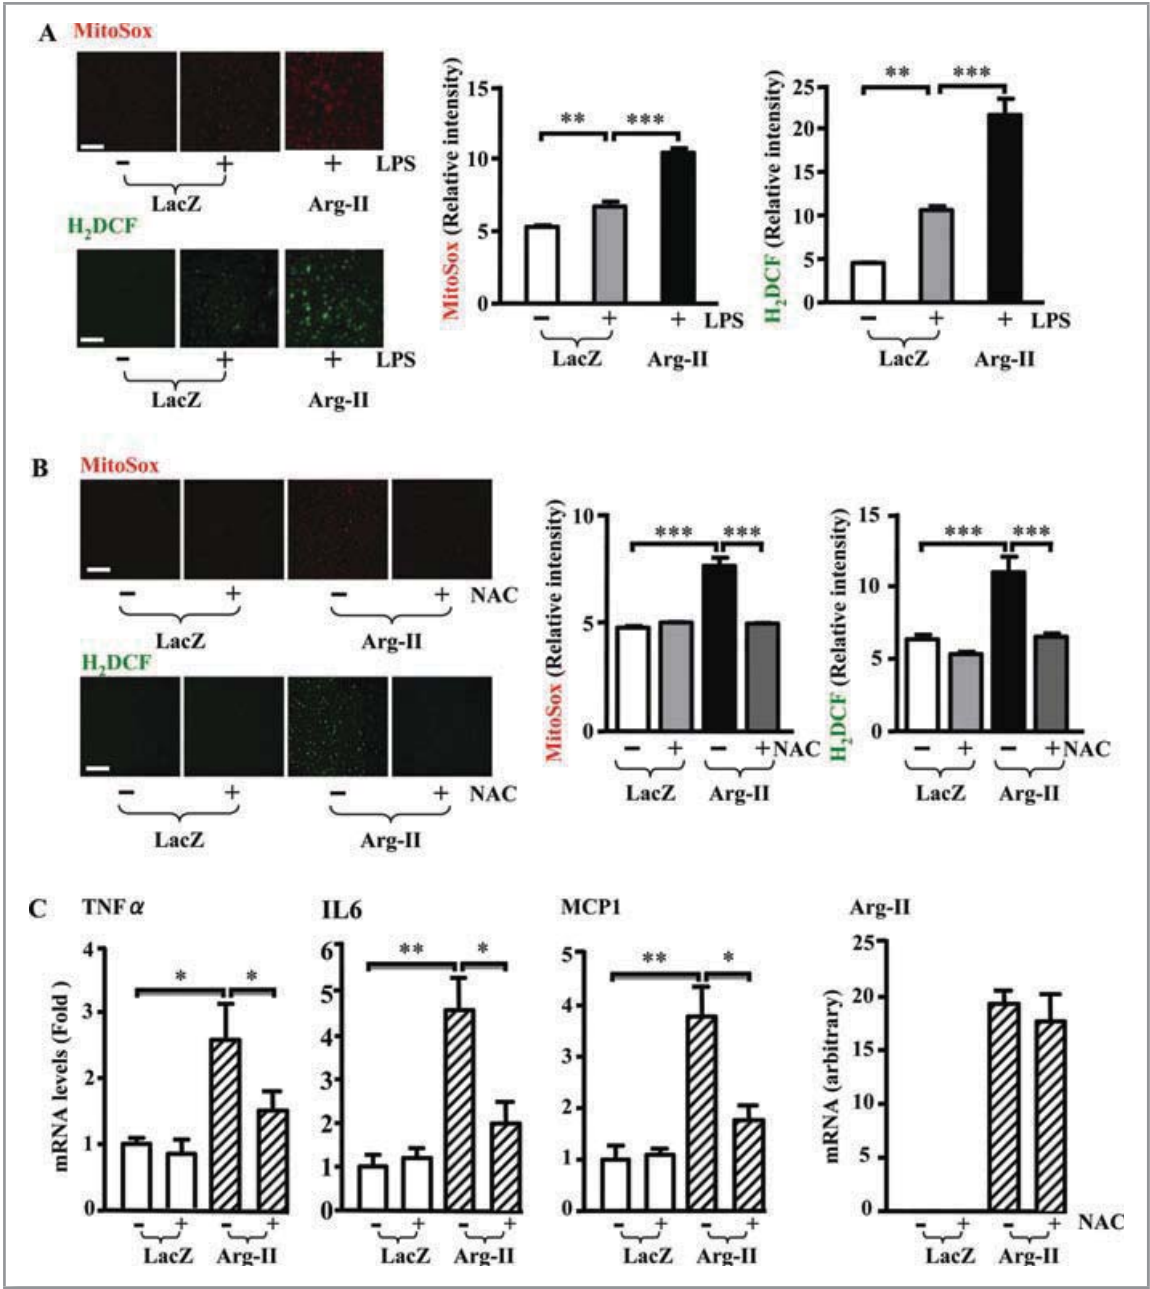 A
MitoSox
− + + LPS
LacZ Arg-II
H2DCF
− + + LPS
LacZ Arg-II
MitoSox (Relative intensity)
15
10
5
0
** ***
− + + LPS
LacZ Arg-II
H2DCF (Relative intensity)
25
20
15
10
5
0
** ***
− + + LPS
LacZ Arg-II
B
MitoSox
− + − + NAC
LacZ Arg-II
H2DCF
− + − + NAC
LacZ Arg-II
MitoSox (Relative intensity)
10
5
0
*** ***
− + − + NAC
LacZ Arg-II
H2DCF (Relative intensity)
15
10
5
0
*** ***
− + − + NAC
LacZ Arg-II
C
TNFα
mRNA levels (Fold)
4
3
2
1
0
* *
− + − +
LacZ Arg-II
IL6
6
5
4
3
2
1
0
** *
− + − +
LacZ Arg-II
MCP1
5
4
3
2
1
0
** *
− + − +
LacZ Arg-II
Arg-II
mRNA (arbitrary)
25
20
15
10
5
0
− + − + NAC
LacZ Arg-II